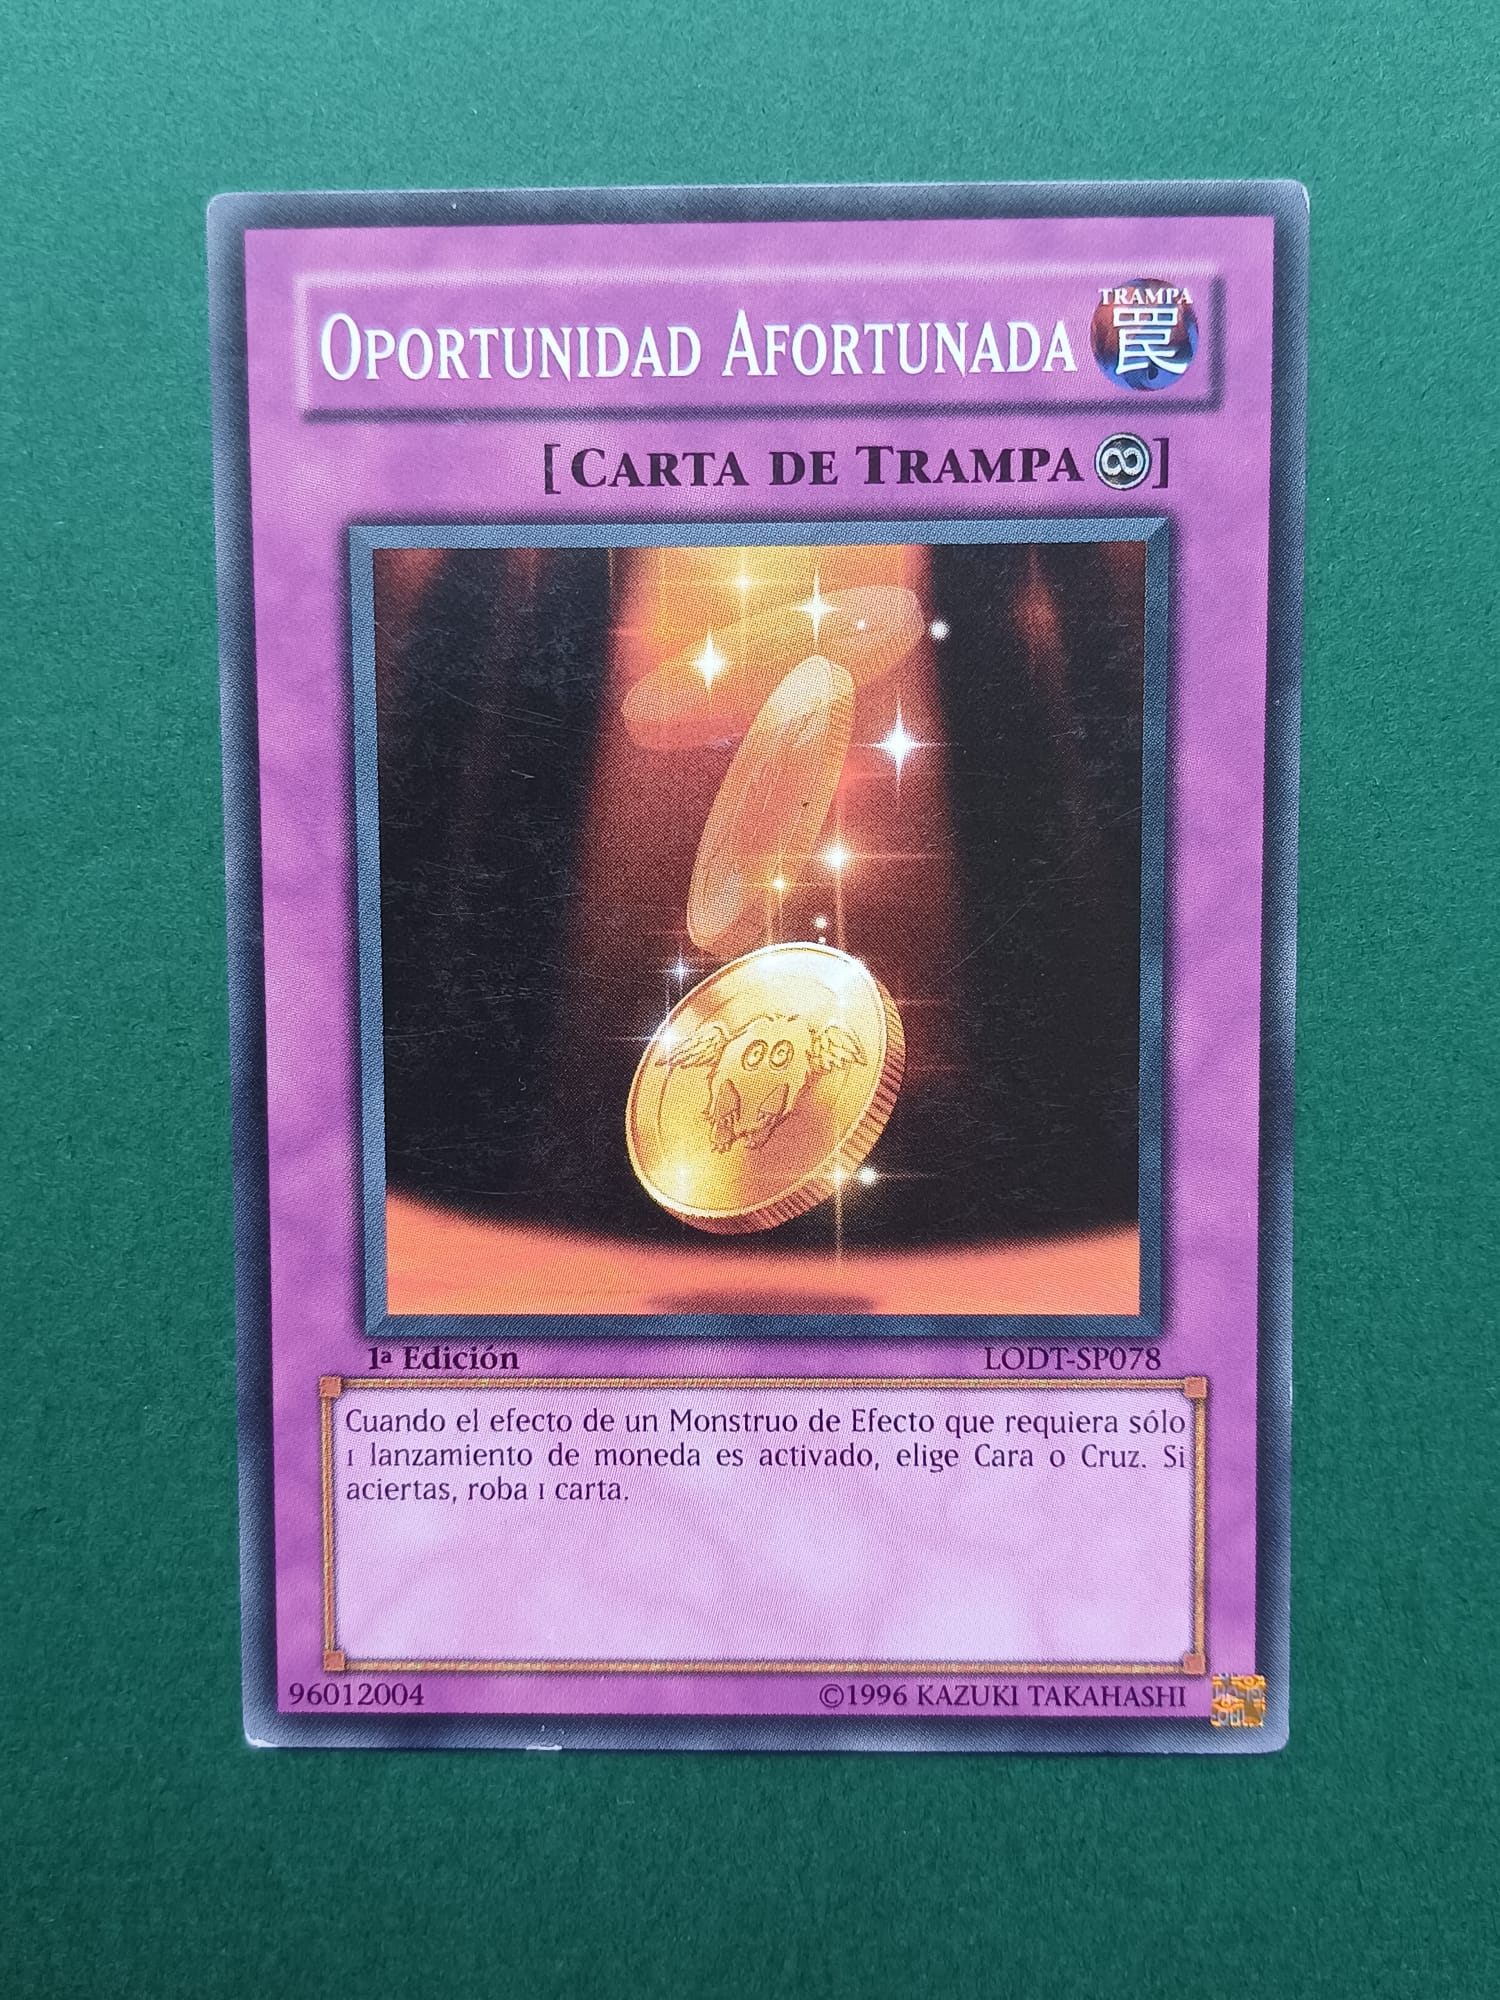 OPORTUNIDAD AFORTUNADA
TRAMPA
罠
[CARTA DE TRAMPA ∞]
1ª Edición
LODT-SP078
Cuando el efecto de un Monstruo de Efecto que requiera sólo
1 lanzamiento de moneda es activado, elige Cara o Cruz. Si
aciertas, roba 1 carta.
96012004
©1996 KAZUKI TAKAHASHI